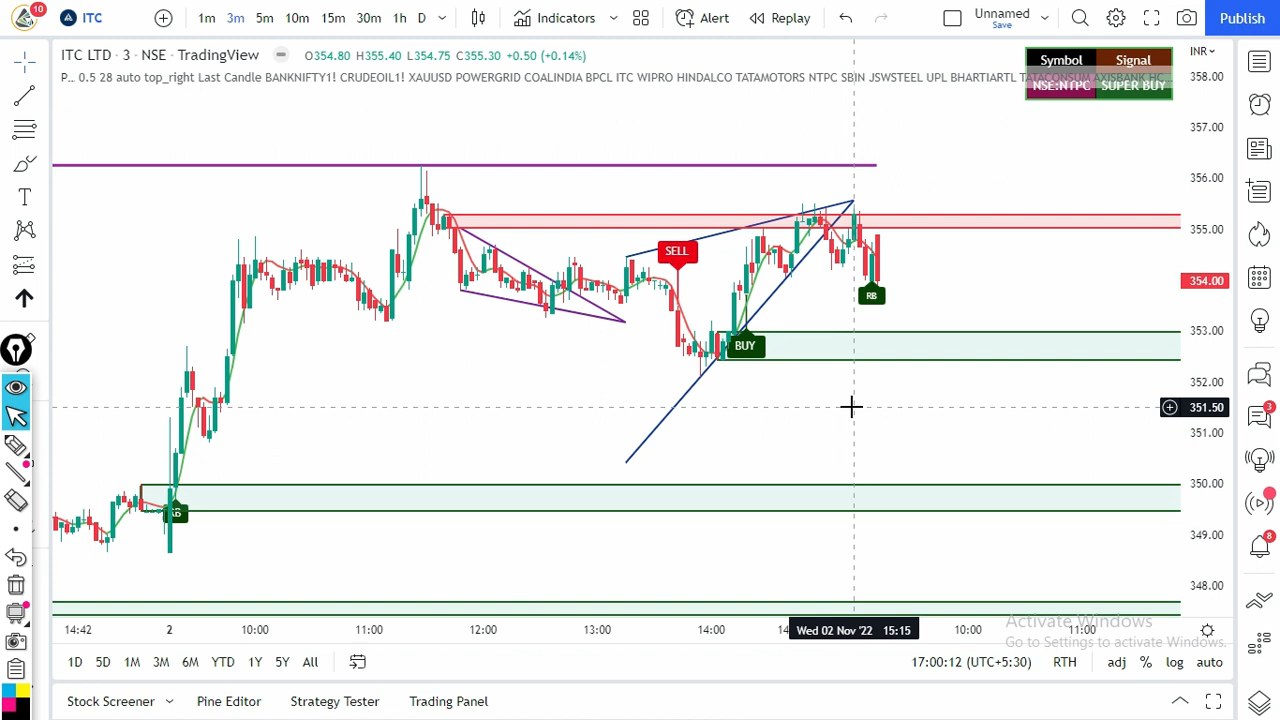 10 ITC 1m 3m 5m 10m 15m 30m 1h D Indicators Alert Replay Unnamed Save Publish
ITC LTD · 3 · NSE · TradingView O354.80 H355.40 L354.75 C355.30 +0.50 (+0.14%) INR
P... 0.5 28 auto top_right Last Candle BANKNIFTY1! CRUDEOIL1! XAUUSD POWERGRID COALINDIA BPCL ITC WIPRO HINDALCO TATAMOTORS NTPC SBIN JSWSTEEL UPL BHARTIARTL TATACONSUM AXISBANK HC
Symbol Signal
NSE:NTPC SUPER BUY
358.00
357.00
356.00
355.00
354.00
353.00
352.00
351.50
351.00
350.00
349.00
348.00
SELL
RB
BUY
14:42 2 10:00 11:00 12:00 13:00 14:00 Wed 02 Nov '22 15:15 10:00 11:00
Activate Windows
Go to Settings to activate Windows.
1D 5D 1M 3M 6M YTD 1Y 5Y All 17:00:12 (UTC+5:30) RTH adj % log auto
Stock Screener Pine Editor Strategy Tester Trading Panel
3
8